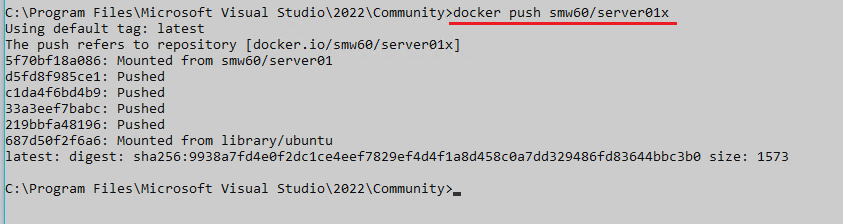 C:\Program Files\Microsoft Visual Studio\2022\Community>docker push smw60/server01x
Using default tag: latest
The push refers to repository [docker.io/smw60/server01x]
5f70bf18a086: Mounted from smw60/server01
d5fd8f985ce1: Pushed
c1da4f6bd4b9: Pushed
33a3eef7babc: Pushed
219bbfa48196: Pushed
687d50f2f6a6: Mounted from library/ubuntu
latest: digest: sha256:9938a7fd4e0f2dc1ce4eef7829ef4d4f1a8d458c0a7dd329486fd83644bbc3b0 size: 1573
C:\Program Files\Microsoft Visual Studio\2022\Community>